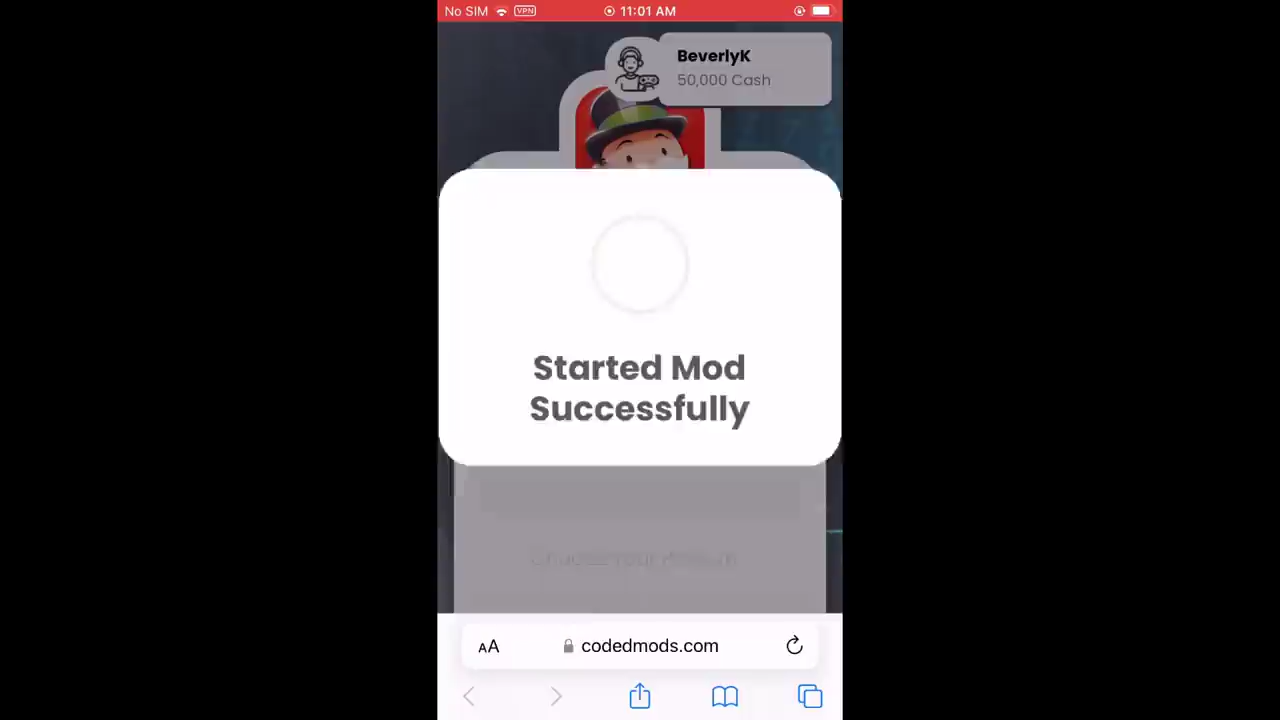 No SIM VPN 11:01 AM
BeverlyK
50,000 Cash
Started Mod
Successfully
AA codedmods.com